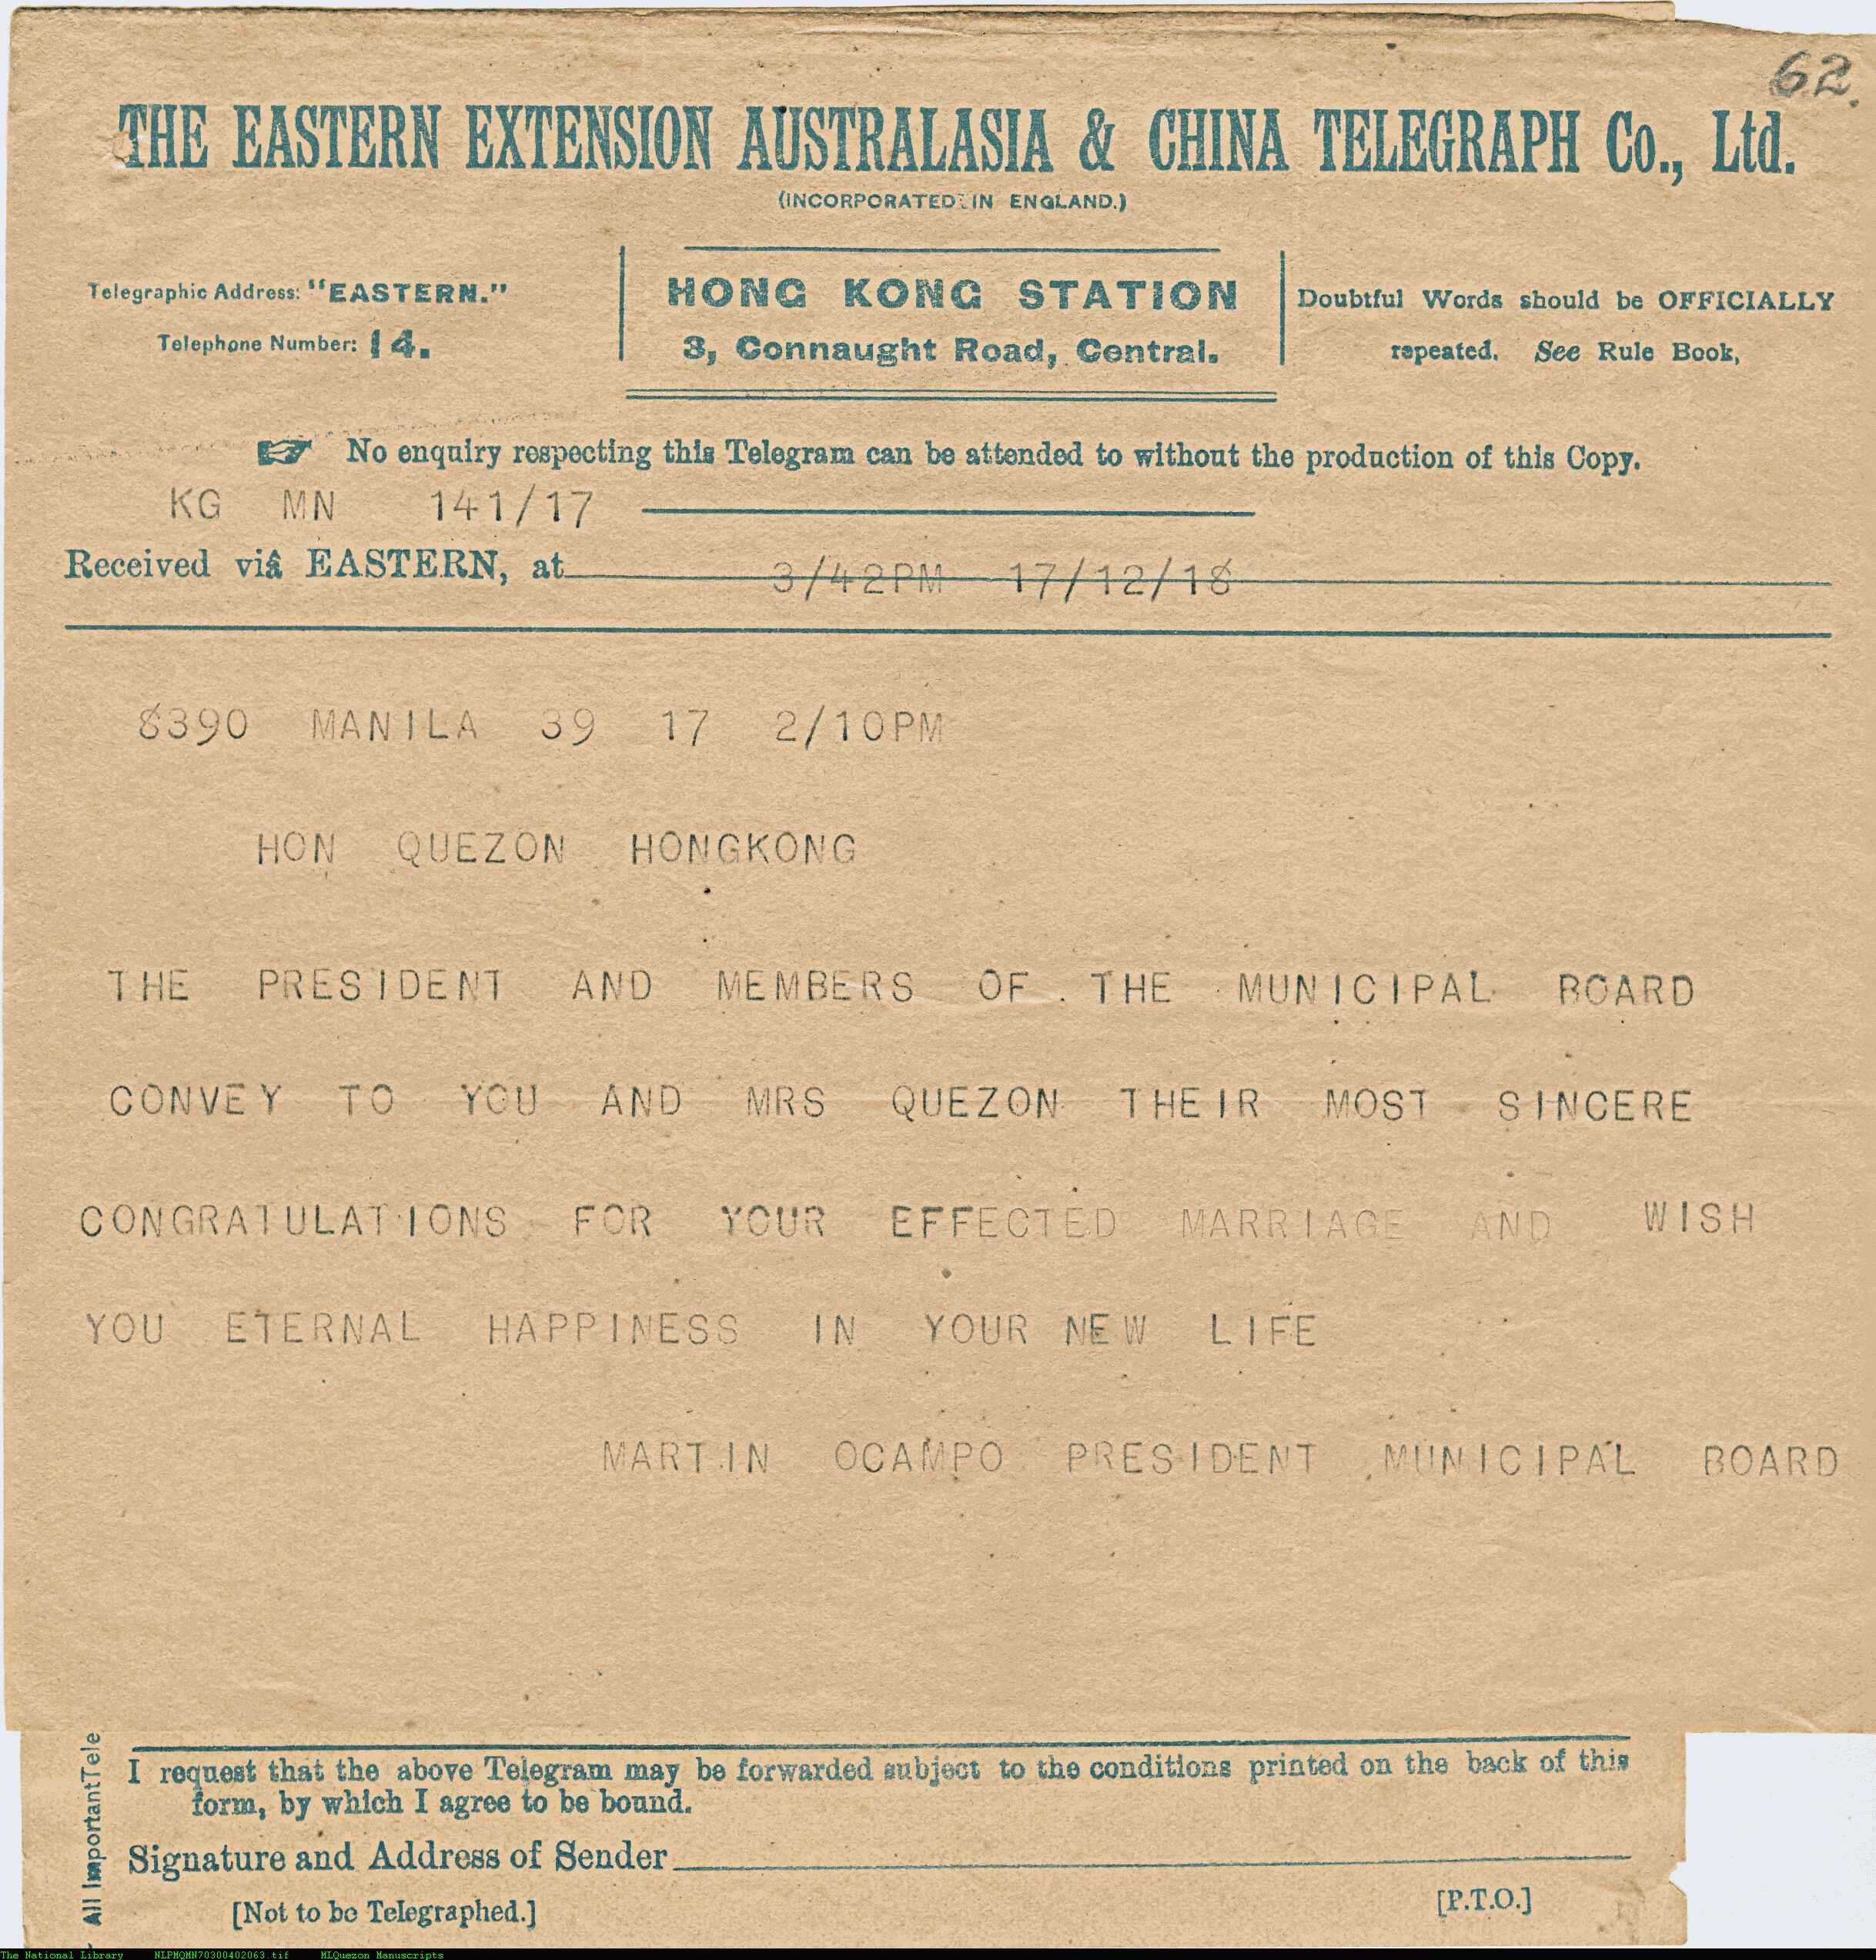 62.
THE EASTERN EXTENSION AUSTRALASIA & CHINA TELEGRAPH Co., Ltd.
(INCORPORATED IN ENGLAND.)
Telegraphic Address: "EASTERN."
Telephone Number: 14.
HONG KONG STATION
3, Connaught Road, Central.
Doubtful Words should be OFFICIALLY
repeated. See Rule Book,
☞ No enquiry respecting this Telegram can be attended to without the production of this Copy.
KG MN 141/17
Received viâ EASTERN, at 3/42PM 17/12/18
8390 MANILA 39 17 2/10PM
HON QUEZON HONGKONG
THE PRESIDENT AND MEMBERS OF THE MUNICIPAL BOARD
CONVEY TO YOU AND MRS QUEZON THEIR MOST SINCERE
CONGRATULATIONS FOR YOUR EFFECTED MARRIAGE AND WISH
YOU ETERNAL HAPPINESS IN YOUR NEW LIFE
MARTIN OCAMPO PRESIDENT MUNICIPAL BOARD
All ImportantTele
I request that the above Telegram may be forwarded subject to the conditions printed on the back of this
form, by which I agree to be bound.
Signature and Address of Sender
[Not to be Telegraphed.]
[P.T.O.]
The National Library NLPMQMN70300402063.tif MLQuezon Manuscripts